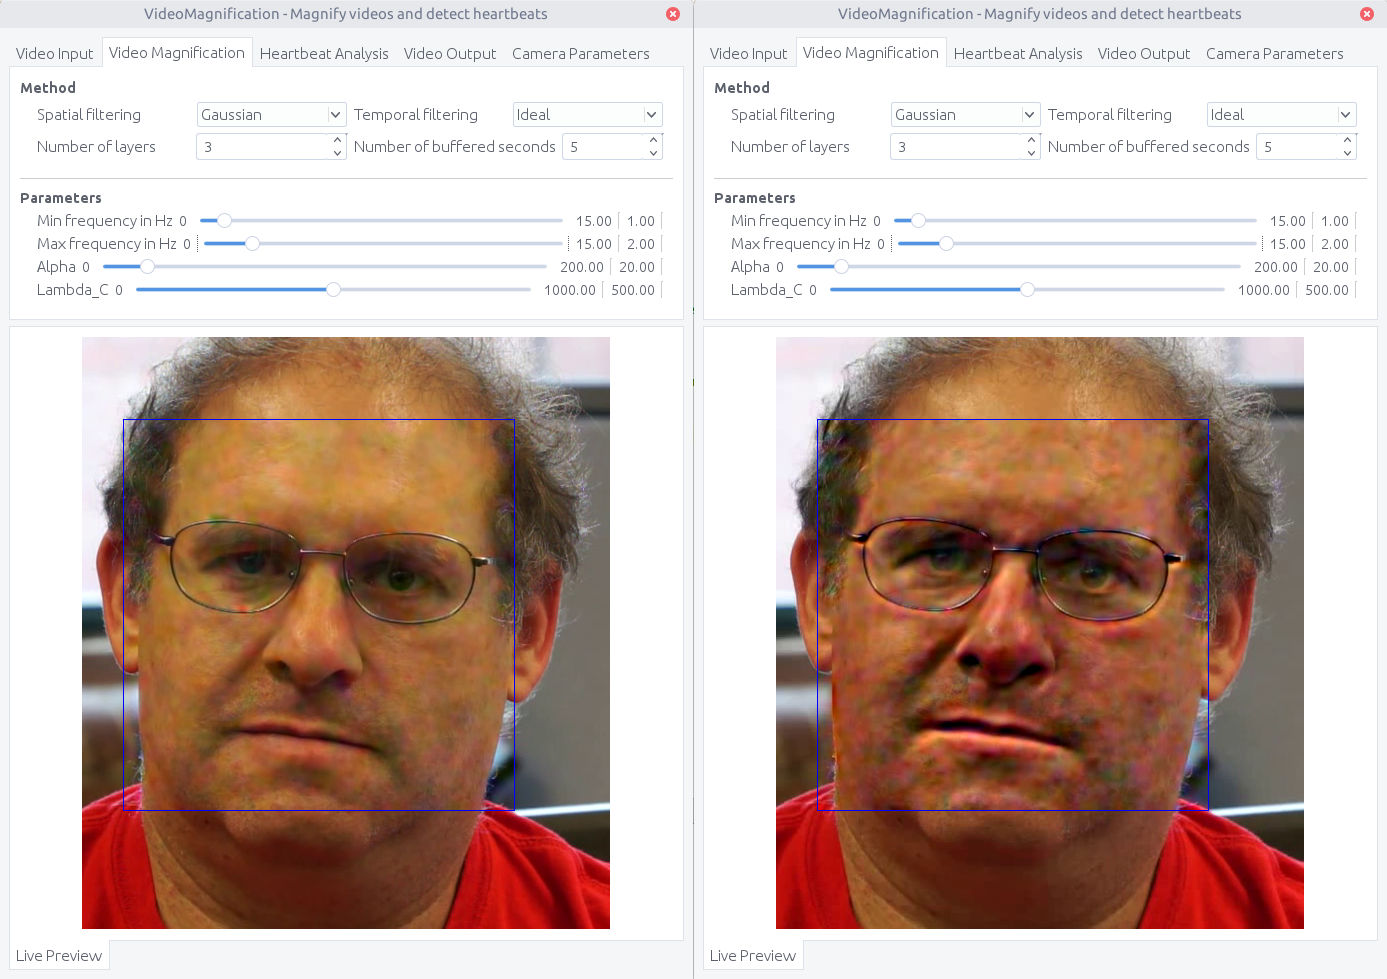 VideoMagnification - Magnify videos and detect heartbeats
Video Input Video Magnification Heartbeat Analysis Video Output Camera Parameters
Method
Spatial filtering Gaussian Temporal filtering Ideal
Number of layers 3 Number of buffered seconds 5
Parameters
Min frequency in Hz 0 15.00 1.00
Max frequency in Hz 0 15.00 2.00
Alpha 0 200.00 20.00
Lambda_C 0 1000.00 500.00
Live Preview
VideoMagnification - Magnify videos and detect heartbeats
Video Input Video Magnification Heartbeat Analysis Video Output Camera Parameters
Method
Spatial filtering Gaussian Temporal filtering Ideal
Number of layers 3 Number of buffered seconds 5
Parameters
Min frequency in Hz 0 15.00 1.00
Max frequency in Hz 0 15.00 2.00
Alpha 0 200.00 20.00
Lambda_C 0 1000.00 500.00
Live Preview